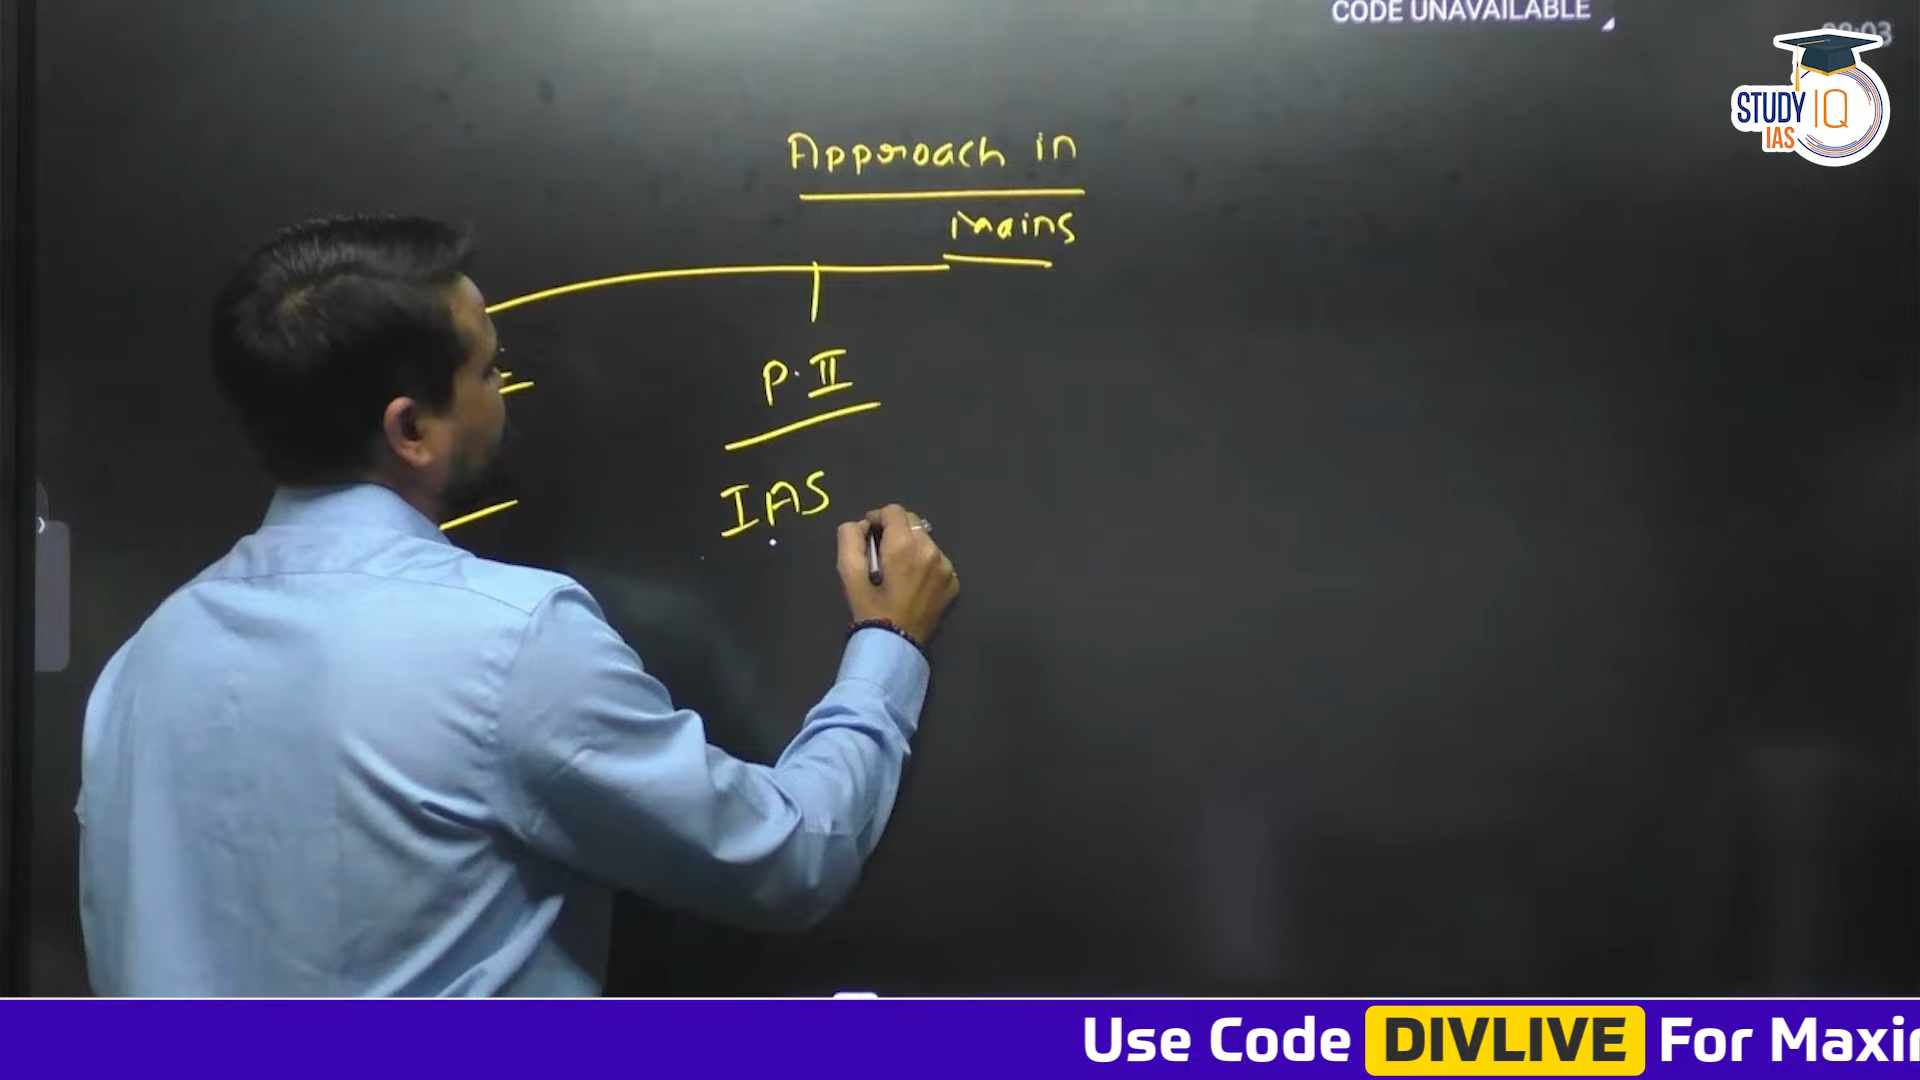 CODE UNAVAILABLE
STUDY IQ
IAS
Approach in
Mains
P. II
IAS
Use Code DIVLIVE For Maxi